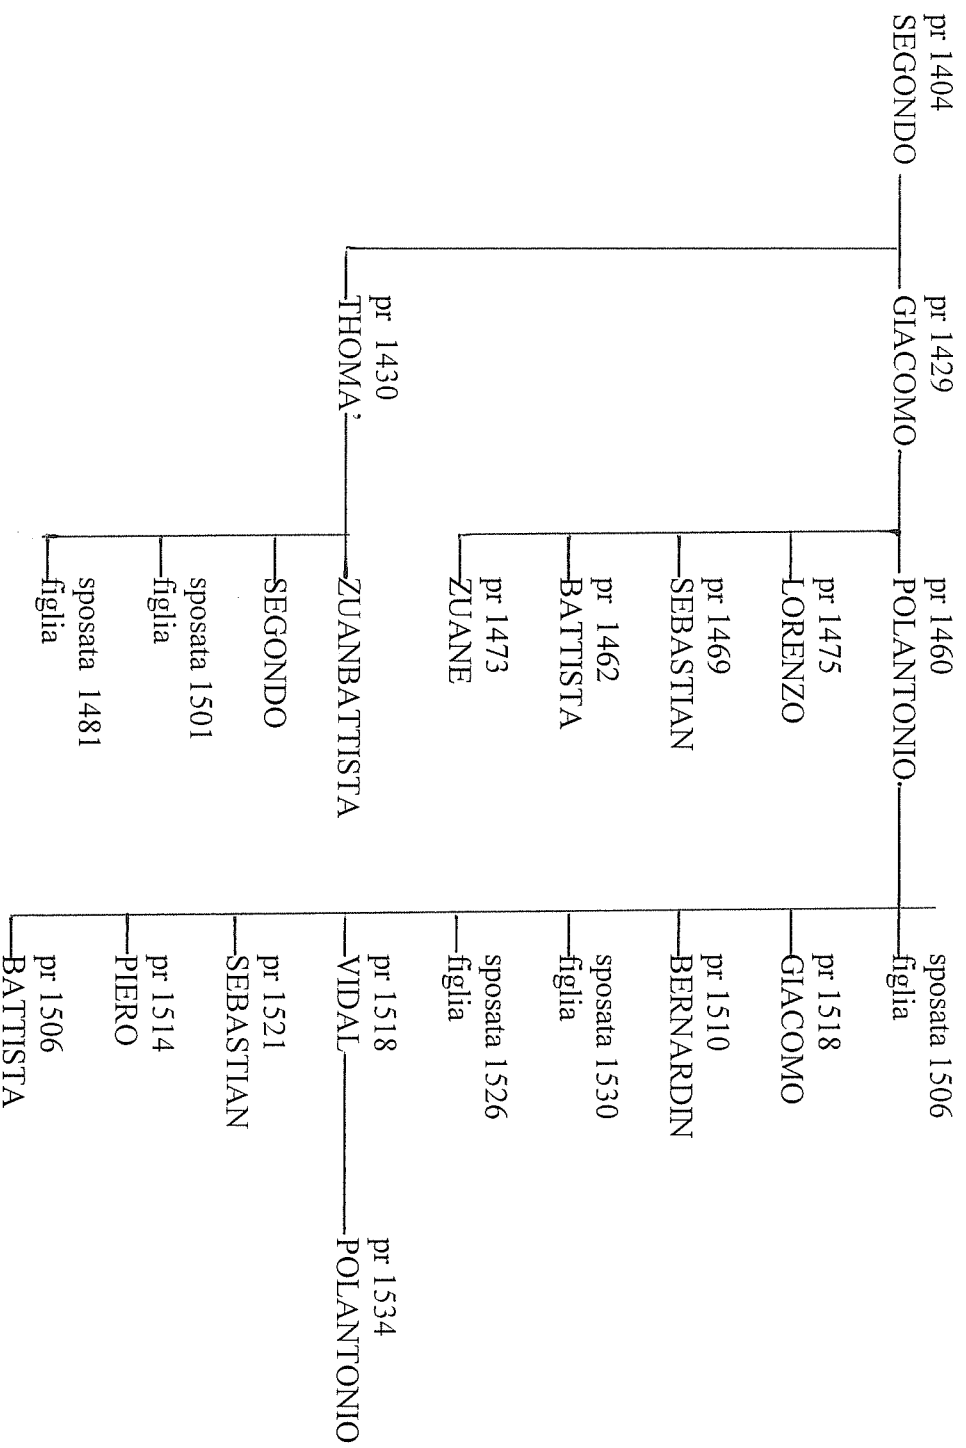 pr 1404
SEGONDO
pr 1429
GIACOMO
pr 1430
THOMA'
pr 1460
POLANTONIO
pr 1475
LORENZO
pr 1469
SEBASTIAN
pr 1462
BATTISTA
pr 1473
ZUANE
ZUANBATTISTA
SEGONDO
sposata 1501
figlia
sposata 1481
figlia
sposata 1506
figlia
pr 1518
GIACOMO
pr 1510
BERNARDIN
sposata 1530
figlia
sposata 1526
figlia
pr 1518
VIDAL
pr 1521
SEBASTIAN
pr 1514
PIERO
pr 1506
BATTISTA
pr 1534
POLANTONIO